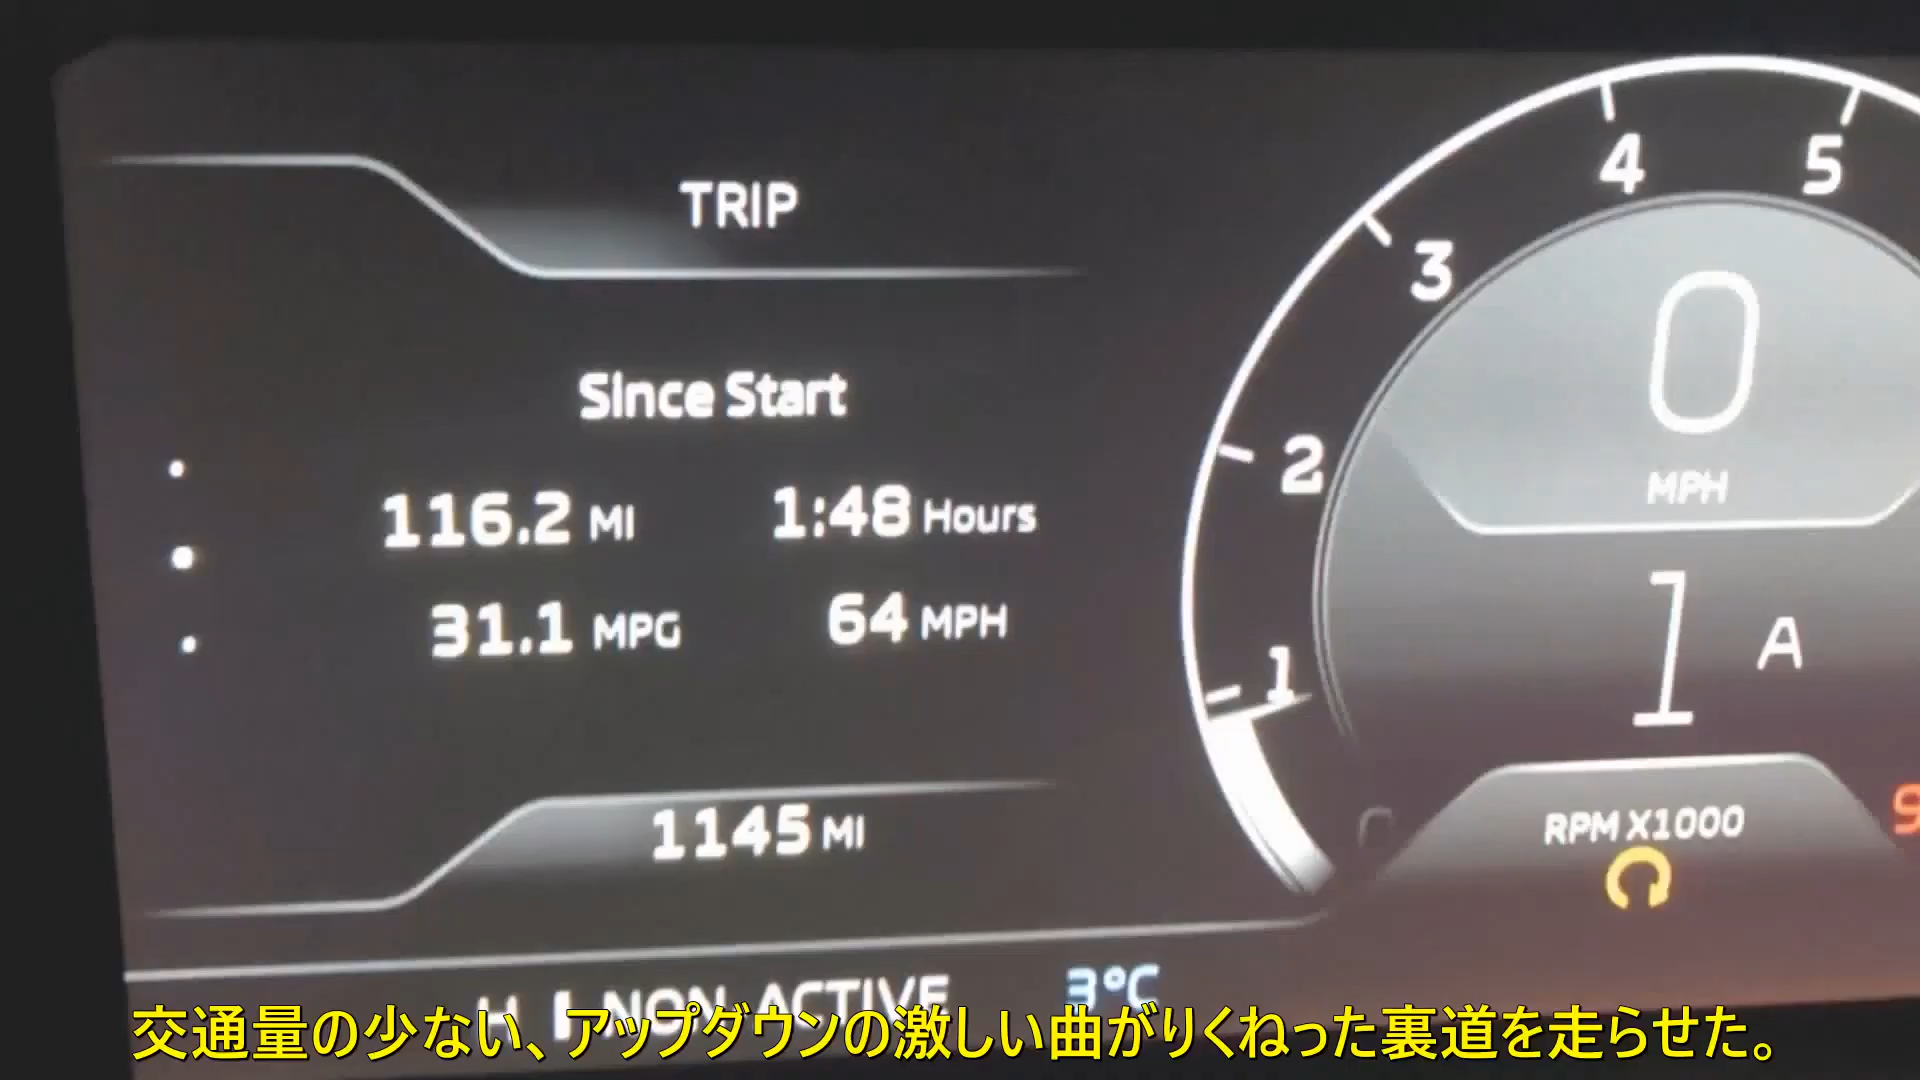 TRIP
Since Start
116.2 MI 1:48 Hours
31.1 MPG 64 MPH
1145 MI
H NON-ACTIVE 3°C
1
2
3
4
5
0
MPH
1 A
RPM X1000
9
交通量の少ない、アップダウンの激しい曲がりくねった裏道を走らせた。